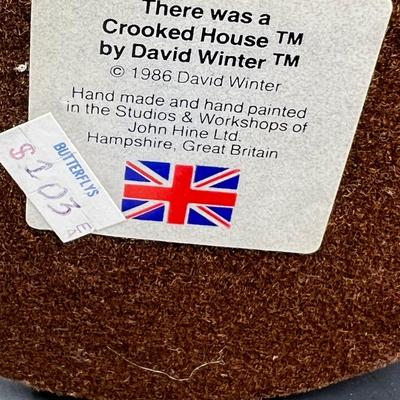 There was a
Crooked House ™
by David Winter ™
© 1986 David Winter
Hand made and hand painted
in the Studios & Workshops of
John Hine Ltd.
Hampshire, Great Britain
BUTTERFLYS
$103 EA